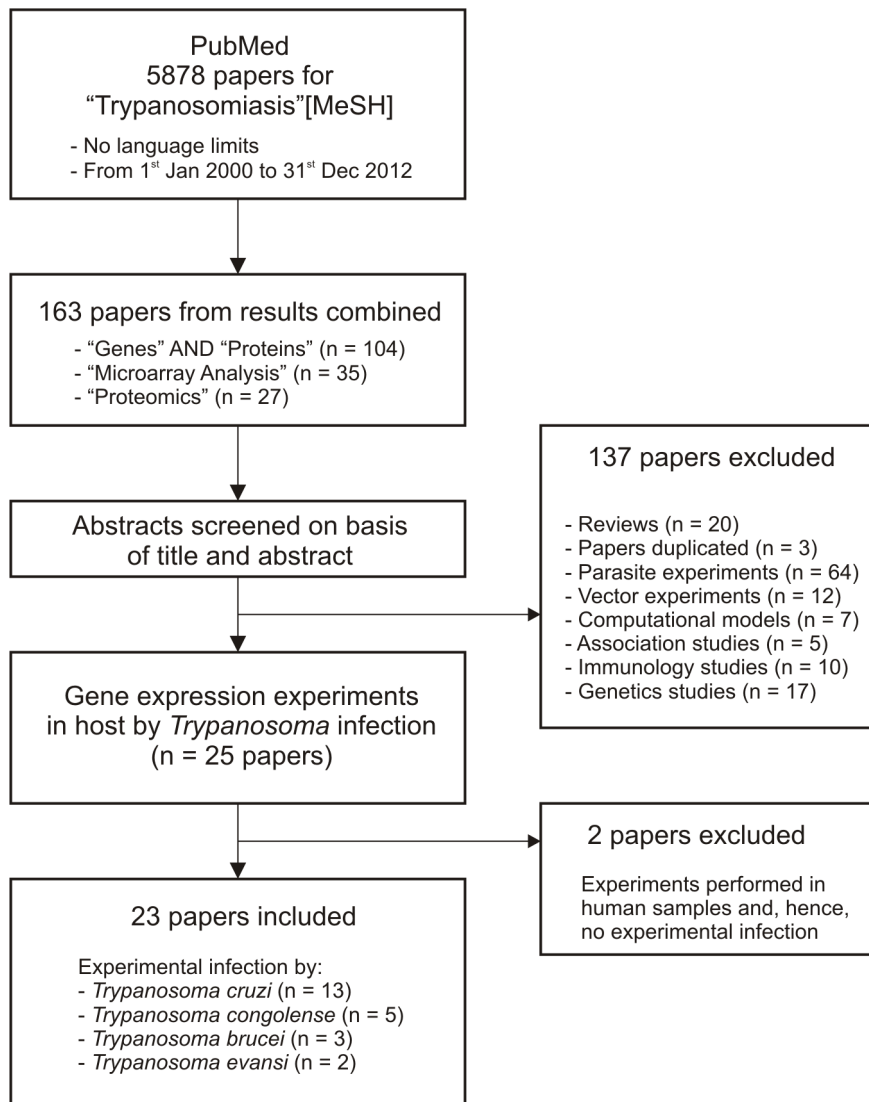 PubMed
5878 papers for
“Trypanosomiasis”[MeSH]
- No language limits
- From 1st Jan 2000 to 31st Dec 2012
163 papers from results combined
- “Genes” AND “Proteins” (n = 104)
- “Microarray Analysis” (n = 35)
- “Proteomics” (n = 27)
Abstracts screened on basis
of title and abstract
137 papers excluded
- Reviews (n = 20)
- Papers duplicated (n = 3)
- Parasite experiments (n = 64)
- Vector experiments (n = 12)
- Computational models (n = 7)
- Association studies (n = 5)
- Immunology studies (n = 10)
- Genetics studies (n = 17)
Gene expression experiments
in host by Trypanosoma infection
(n = 25 papers)
2 papers excluded
Experiments performed in
human samples and, hence,
no experimental infection
23 papers included
Experimental infection by:
- Trypanosoma cruzi (n = 13)
- Trypanosoma congolense (n = 5)
- Trypanosoma brucei (n = 3)
- Trypanosoma evansi (n = 2)